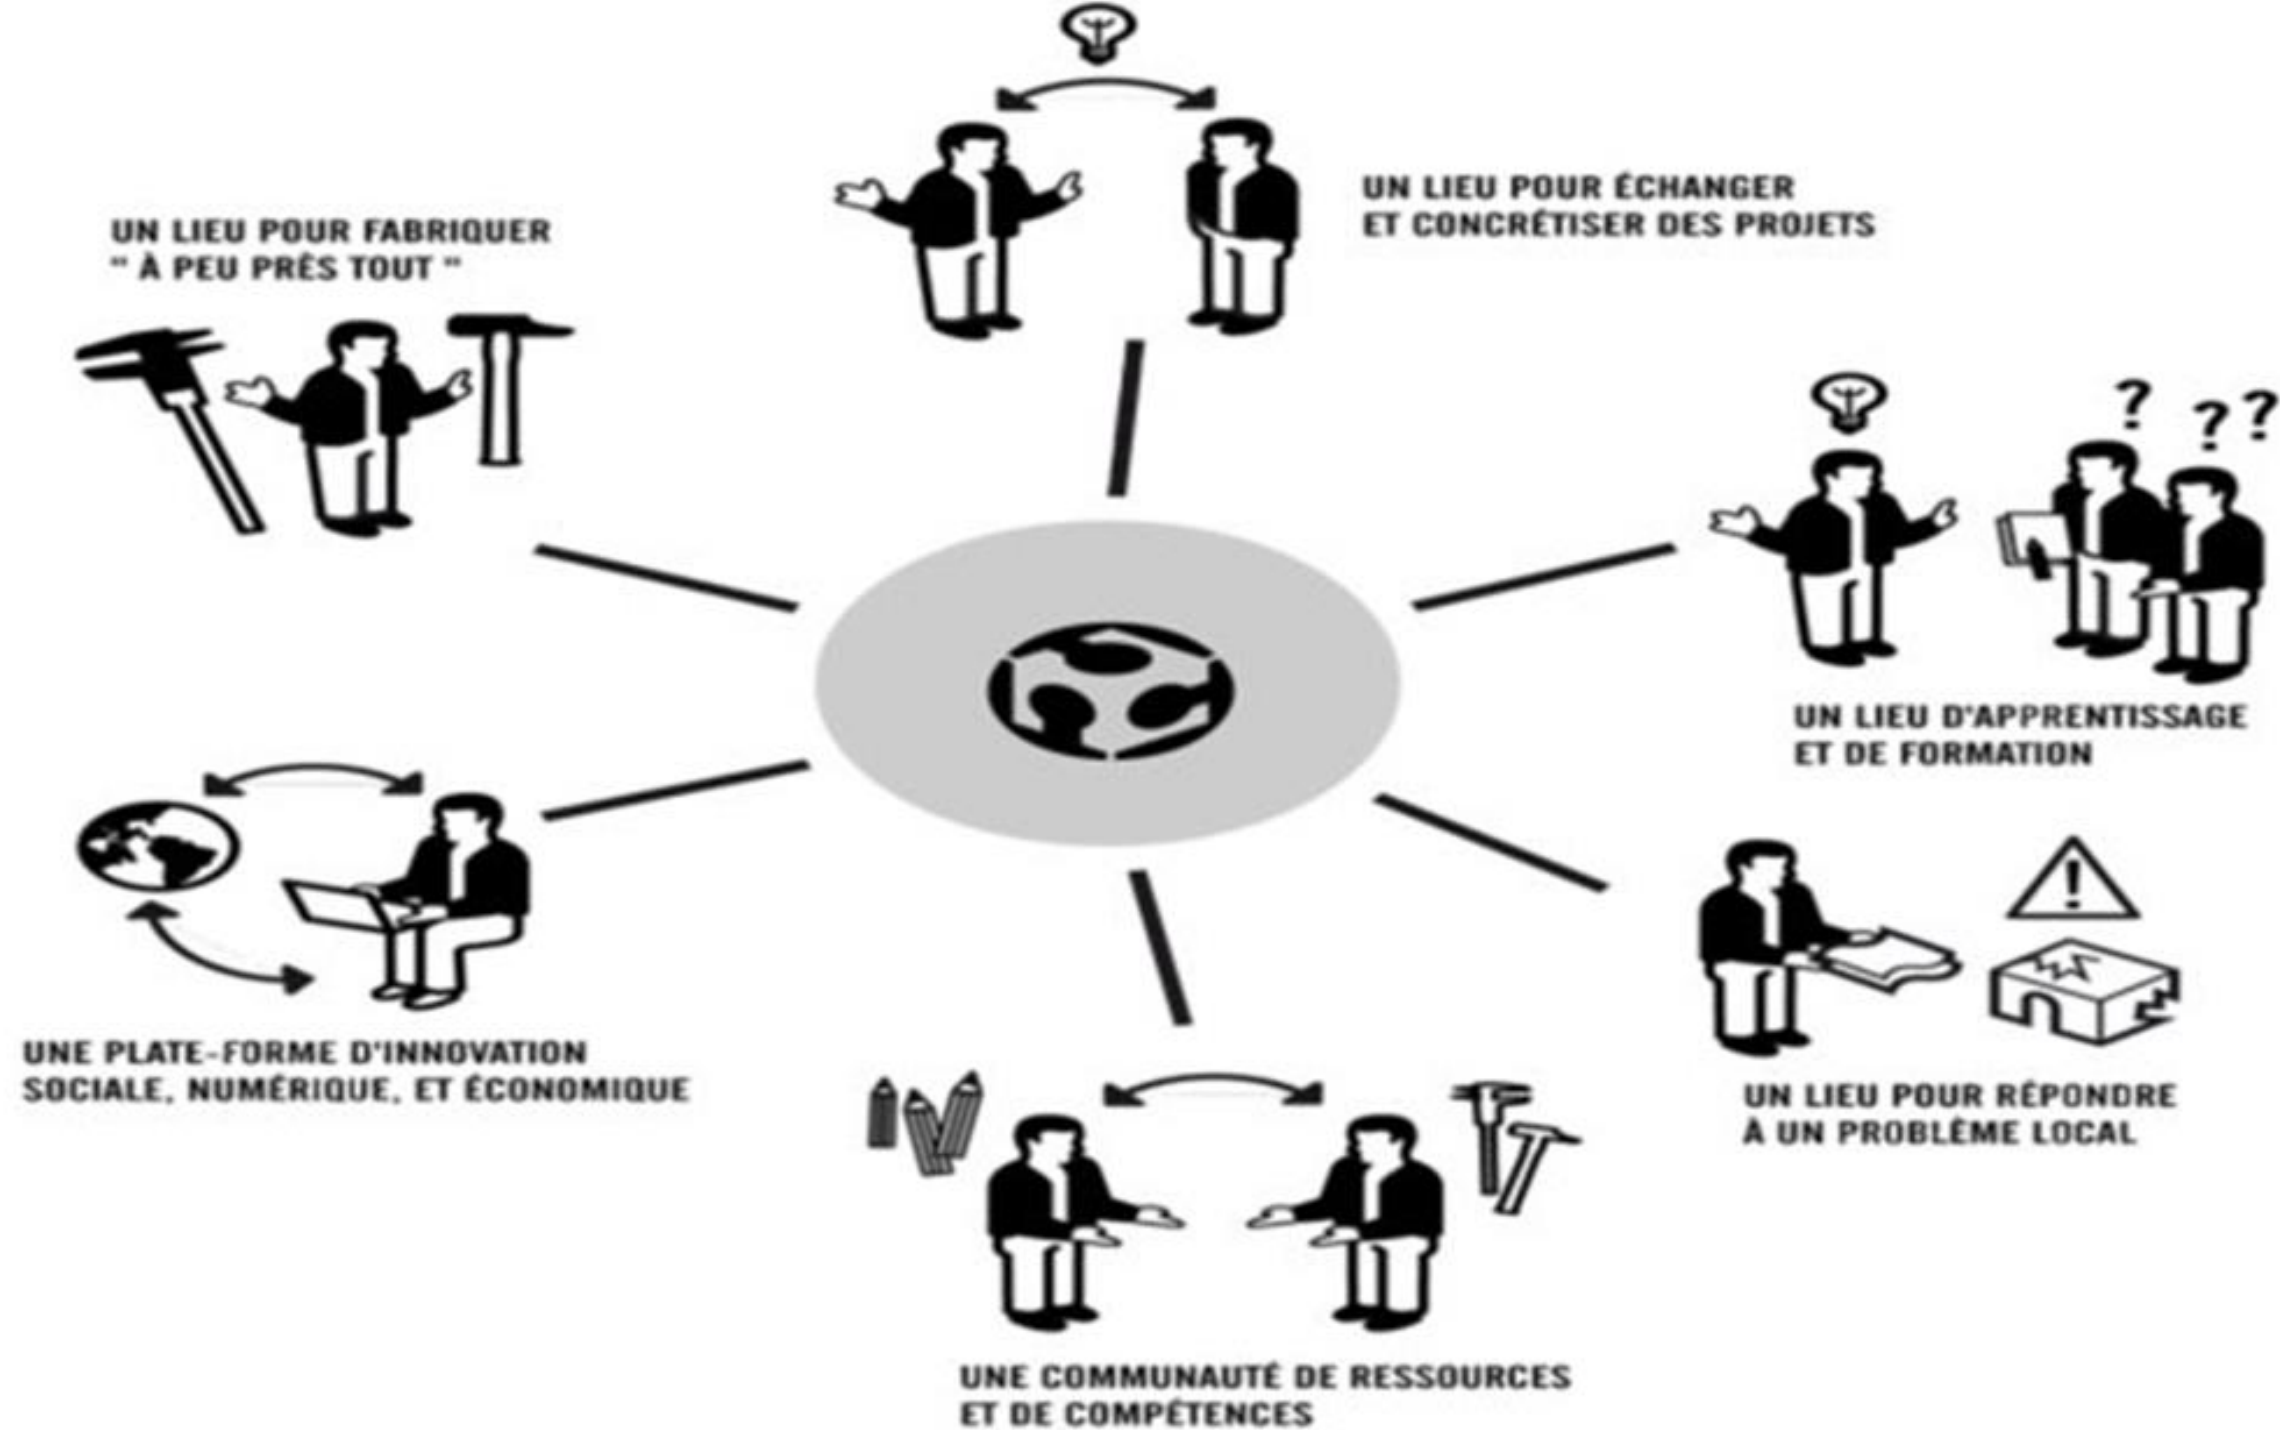 UN LIEU POUR ÉCHANGER
ET CONCRÉTISER DES PROJETS
UN LIEU POUR FABRIQUER
" À PEU PRÈS TOUT "
? ? ?
UN LIEU D'APPRENTISSAGE
ET DE FORMATION
!
UNE PLATE-FORME D'INNOVATION
SOCIALE, NUMÉRIQUE, ET ÉCONOMIQUE
UN LIEU POUR RÉPONDRE
À UN PROBLÈME LOCAL
UNE COMMUNAUTÉ DE RESSOURCES
ET DE COMPÉTENCES